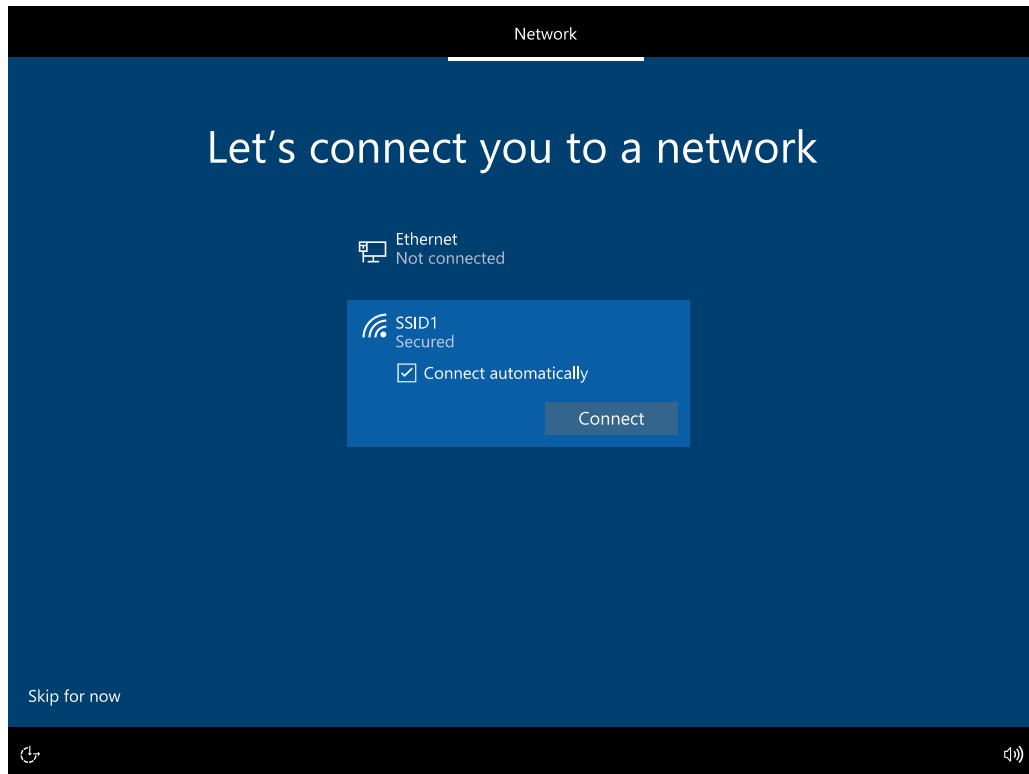 Network
Let's connect you to a network
Ethernet
Not connected
SSID1
Secured
Connect automatically
Connect
Skip for now